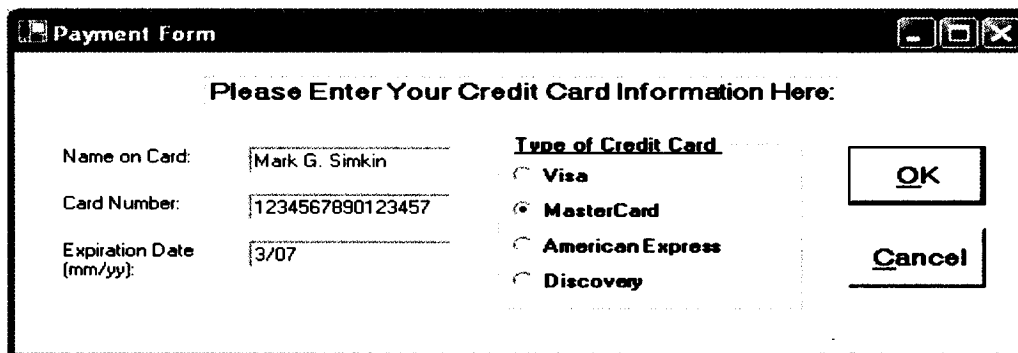 Payment Form
Please Enter Your Credit Card Information Here:
Name on Card: Mark G. Simkin
Card Number: 1234567890123457
Expiration Date (mm/yy): 3/07
Type of Credit Card
Visa
MasterCard
American Express
Discovery
OK
Cancel